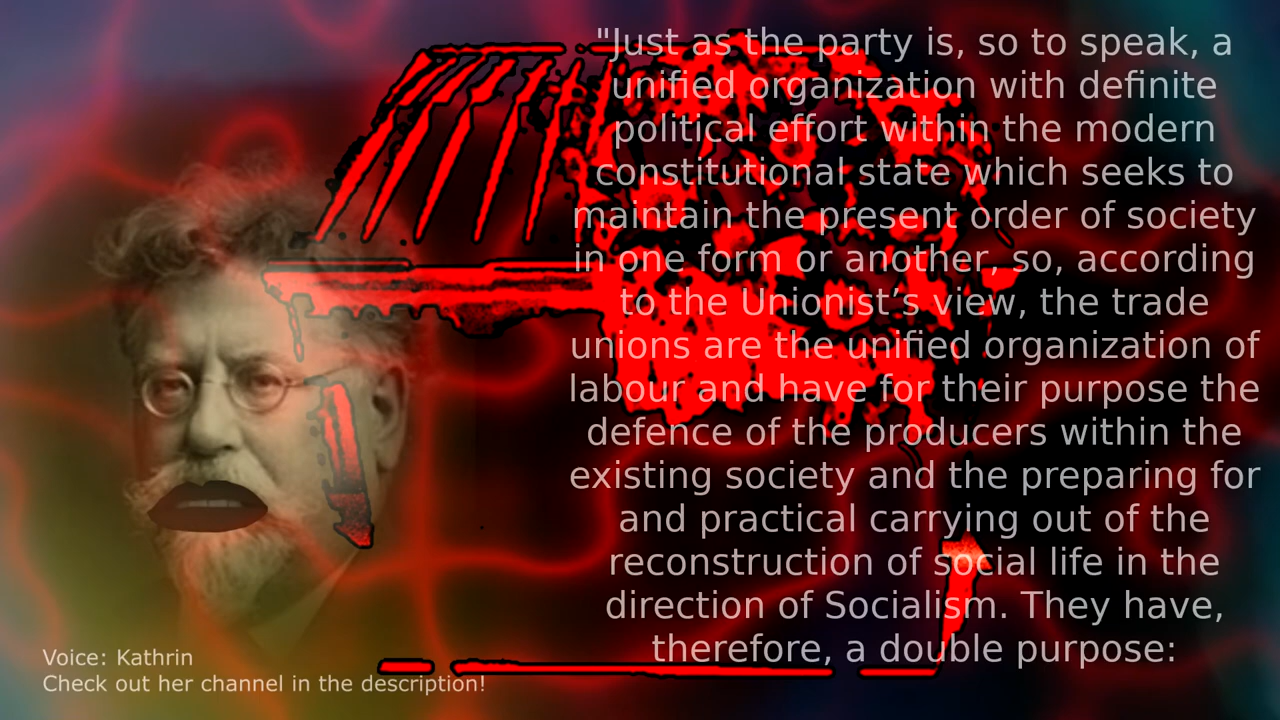 "Just as the party is, so to speak, a
unified organization with definite
political effort within the modern
constitutional state which seeks to
maintain the present order of society
in one form or another, so, according
to the Unionist’s view, the trade
unions are the unified organization of
labour and have for their purpose the
defence of the producers within the
existing society and the preparing for
and practical carrying out of the
reconstruction of social life in the
direction of Socialism. They have,
therefore, a double purpose:
Voice: Kathrin
Check out her channel in the description!